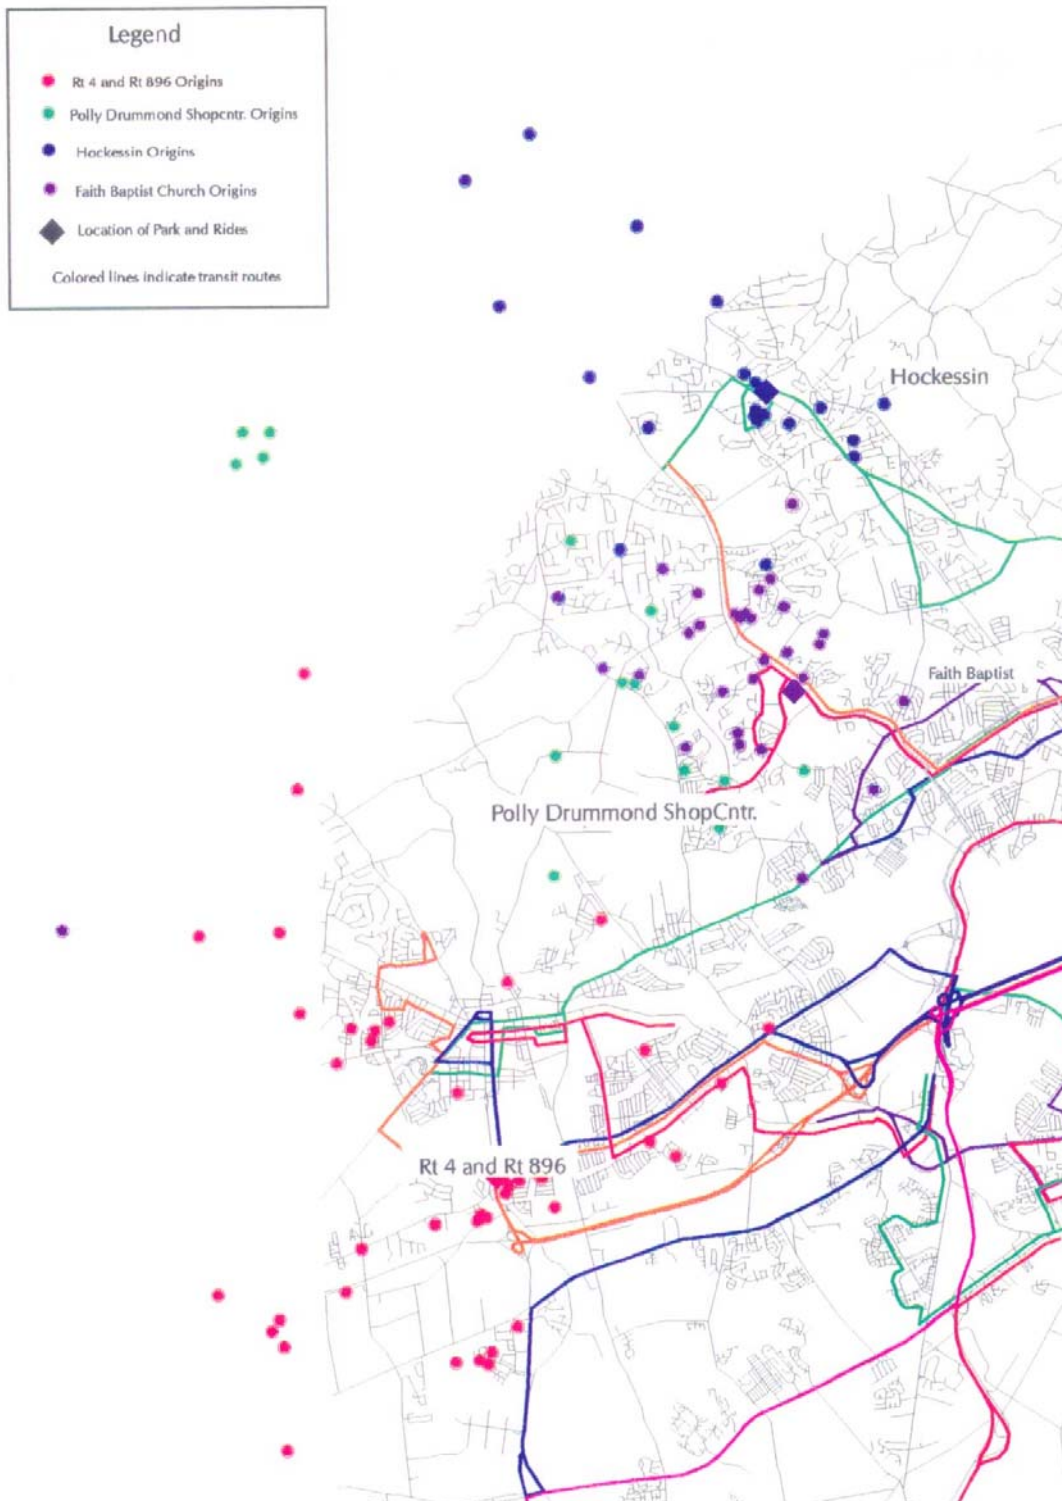 Legend
Rt 4 and Rt 896 Origins
Polly Drummond Shopcntr. Origins
Hockessin Origins
Faith Baptist Church Origins
Location of Park and Rides
Colored lines indicate transit routes
Hockessin
Faith Baptist
Polly Drummond ShopCntr.
Rt 4 and Rt 896